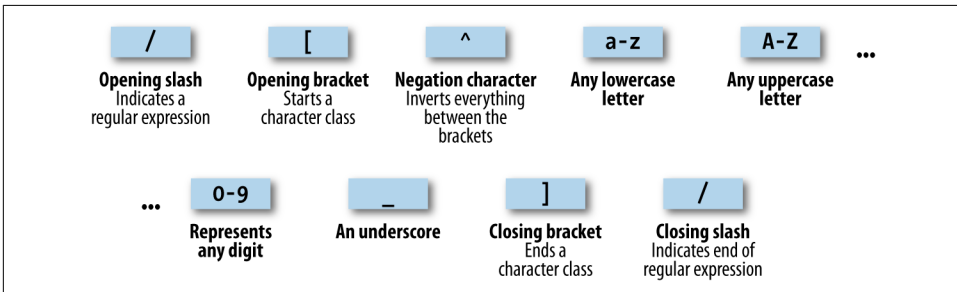 / [ ^ a-z A-Z ...
Opening slash
Indicates a
regular expression
Opening bracket
Starts a
character class
Negation character
Inverts everything
between the
brackets
Any lowercase
letter
Any uppercase
letter
... 0-9 _ ] /
Represents
any digit
An underscore
Closing bracket
Ends a
character class
Closing slash
Indicates end of
regular expression